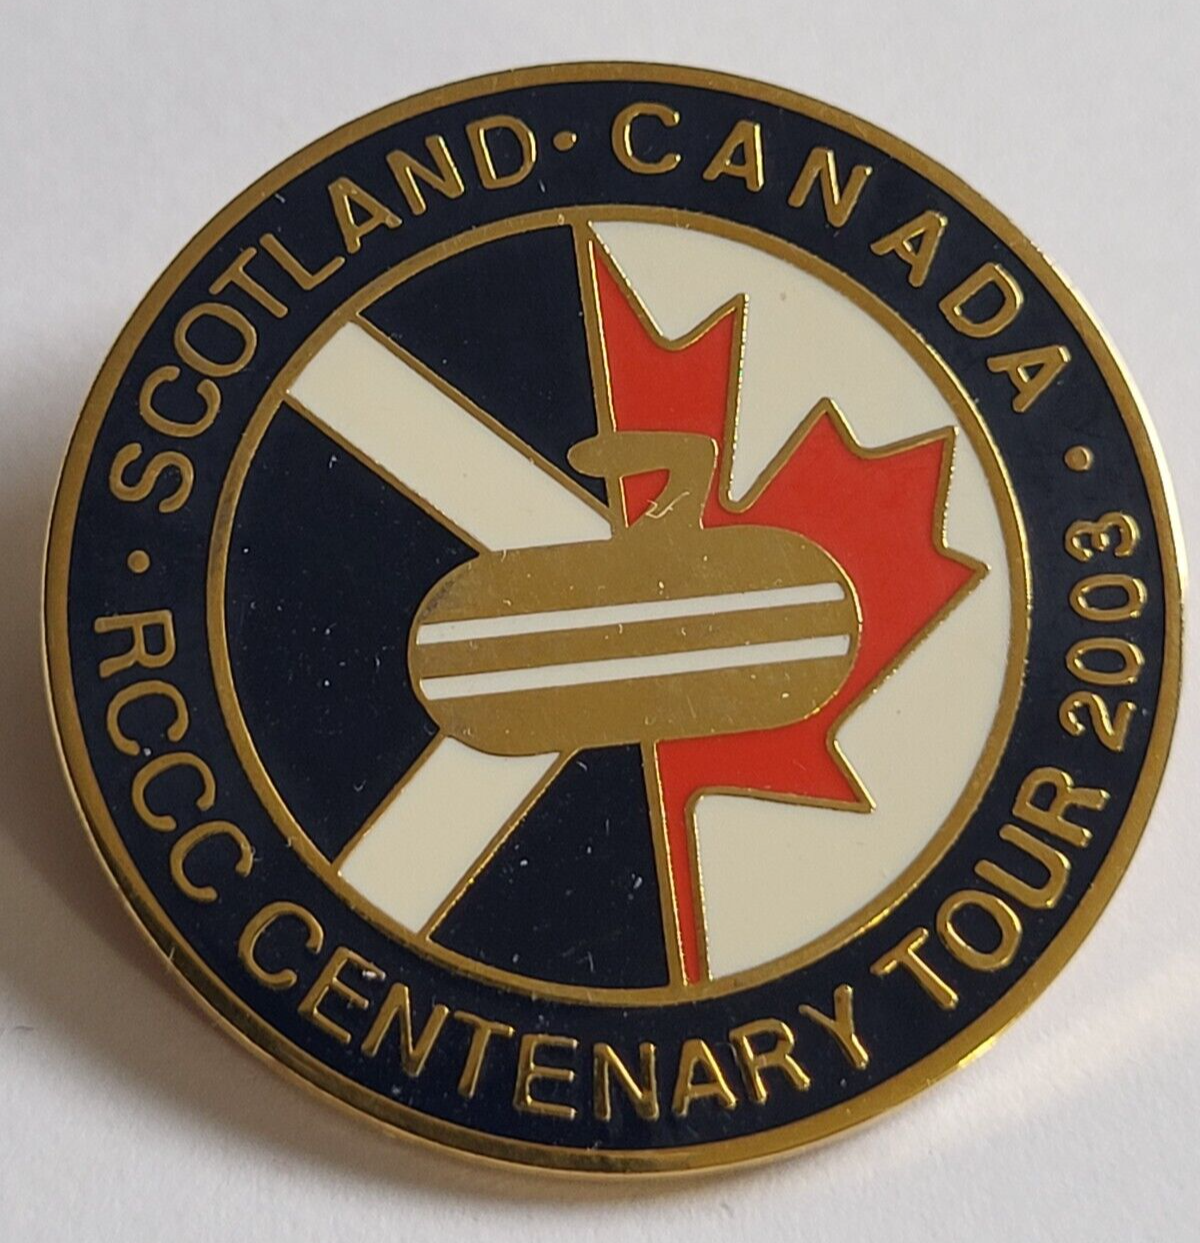 · SCOTLAND · CANADA ·
RCCC CENTENARY TOUR 2003